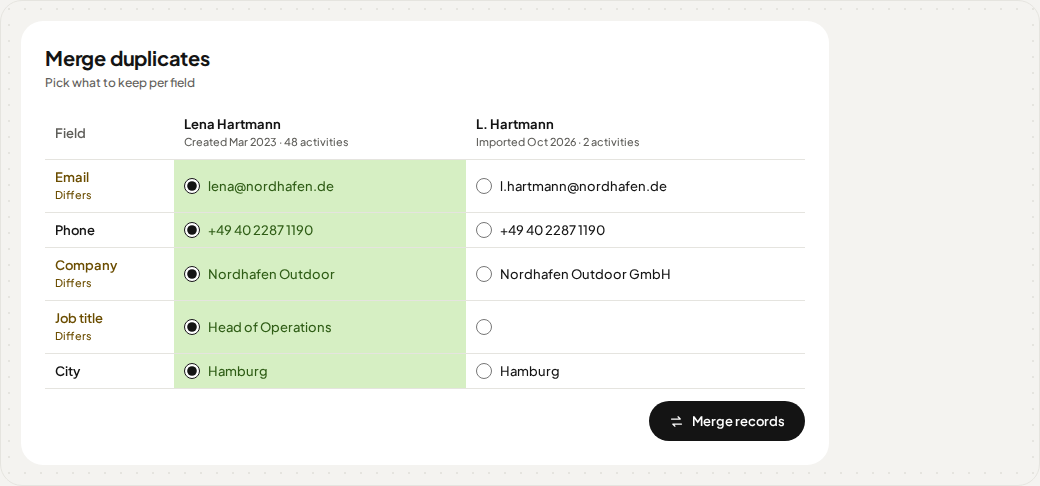 Merge duplicates
Pick what to keep per field
Field
Lena Hartmann
Created Mar 2023 · 48 activities
L. Hartmann
Imported Oct 2026 · 2 activities
Email
Differs
lena@nordhafen.de
l.hartmann@nordhafen.de
Phone
+49 40 2287 1190
+49 40 2287 1190
Company
Differs
Nordhafen Outdoor
Nordhafen Outdoor GmbH
Job title
Differs
Head of Operations
City
Hamburg
Hamburg
Merge records